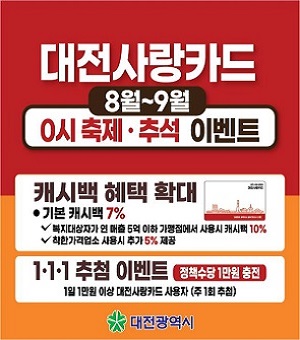 대전사랑카드
8월~9월
0시 축제·추석 이벤트
캐시백 혜택 확대
• 기본 캐시백 7%
✓ 복지대상자가 연 매출 5억 이하 가맹점에서 사용시 캐시백 10%
✓ 착한가격업소 사용시 추가 5% 제공
1·1·1 추첨 이벤트 정책수당 1만원 충전
1일 1만원 이상 대전사랑카드 사용자 (주 1회 추첨)
대전광역시